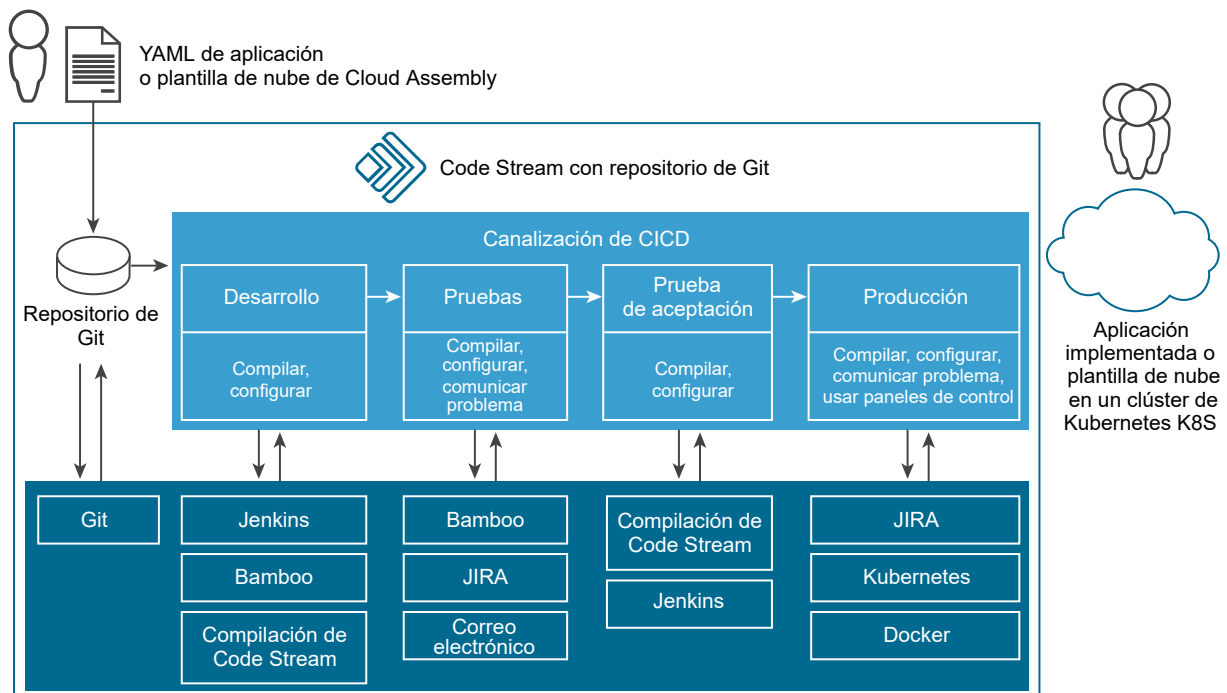 YAML de aplicación
o plantilla de nube de Cloud Assembly
Code Stream con repositorio de Git
Canalización de CICD
Repositorio de
Git
Desarrollo
Compilar,
configurar
Pruebas
Compilar,
configurar,
comunicar
problema
Prueba
de aceptación
Compilar,
configurar
Producción
Compilar, configurar,
comunicar problema,
usar paneles de control
Aplicación
implementada o
plantilla de nube
en un clúster de
Kubernetes K8S
Git
Jenkins
Bamboo
Compilación de
Code Stream
Bamboo
JIRA
Correo
electrónico
Compilación de
Code Stream
Jenkins
JIRA
Kubernetes
Docker